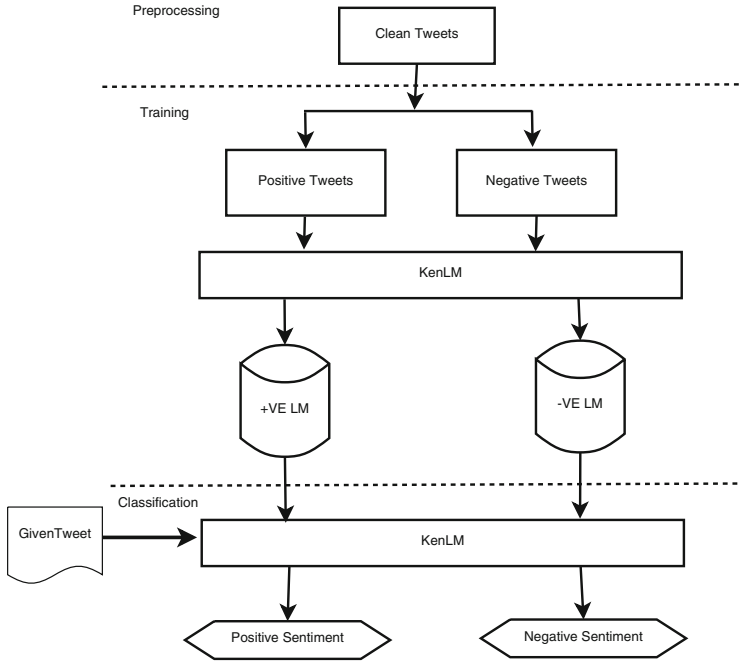 Preprocessing
Clean Tweets
Training
Positive Tweets
Negative Tweets
KenLM
+VE LM
-VE LM
Classification
GivenTweet
KenLM
Positive Sentiment
Negative Sentiment